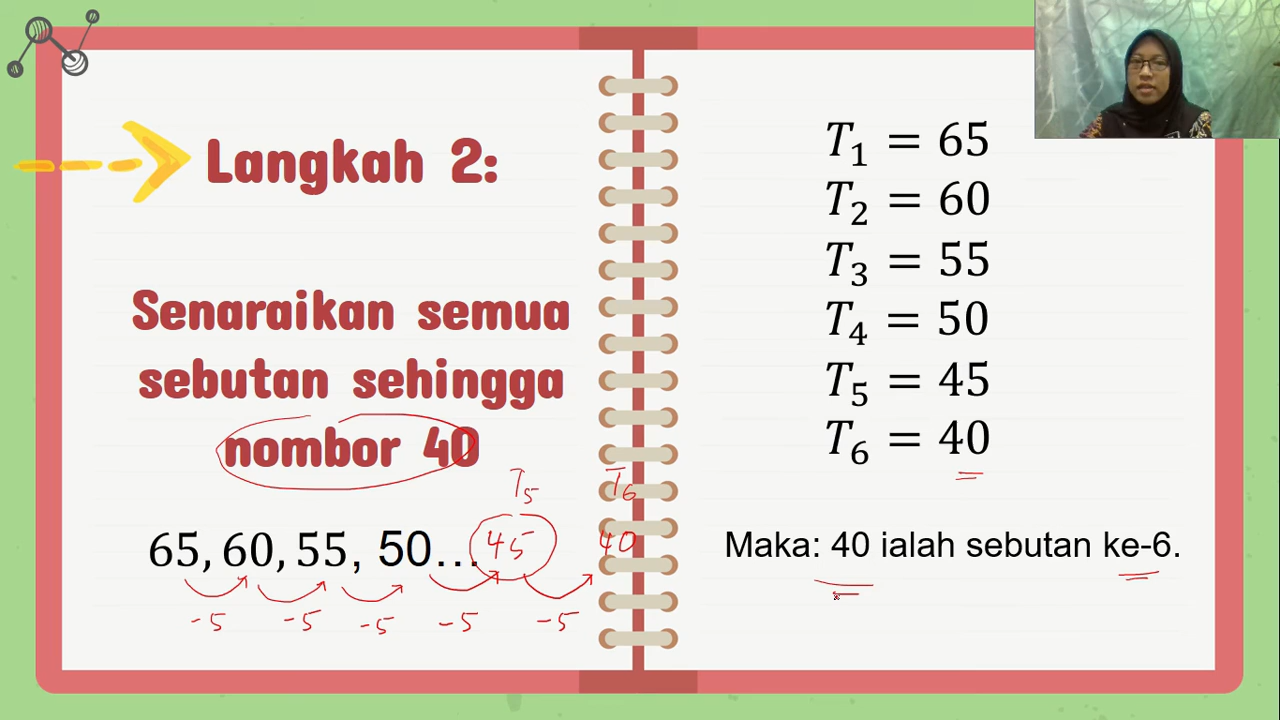 Langkah 2:
Senaraikan semua
sebutan sehingga
nombor 40
T5 T6
65, 60, 55, 50... 45 40
-5 -5 -5 -5 -5
T₁ = 65
T₂ = 60
T₃ = 55
T₄ = 50
T₅ = 45
T₆ = 40
Maka: 40 ialah sebutan ke-6.